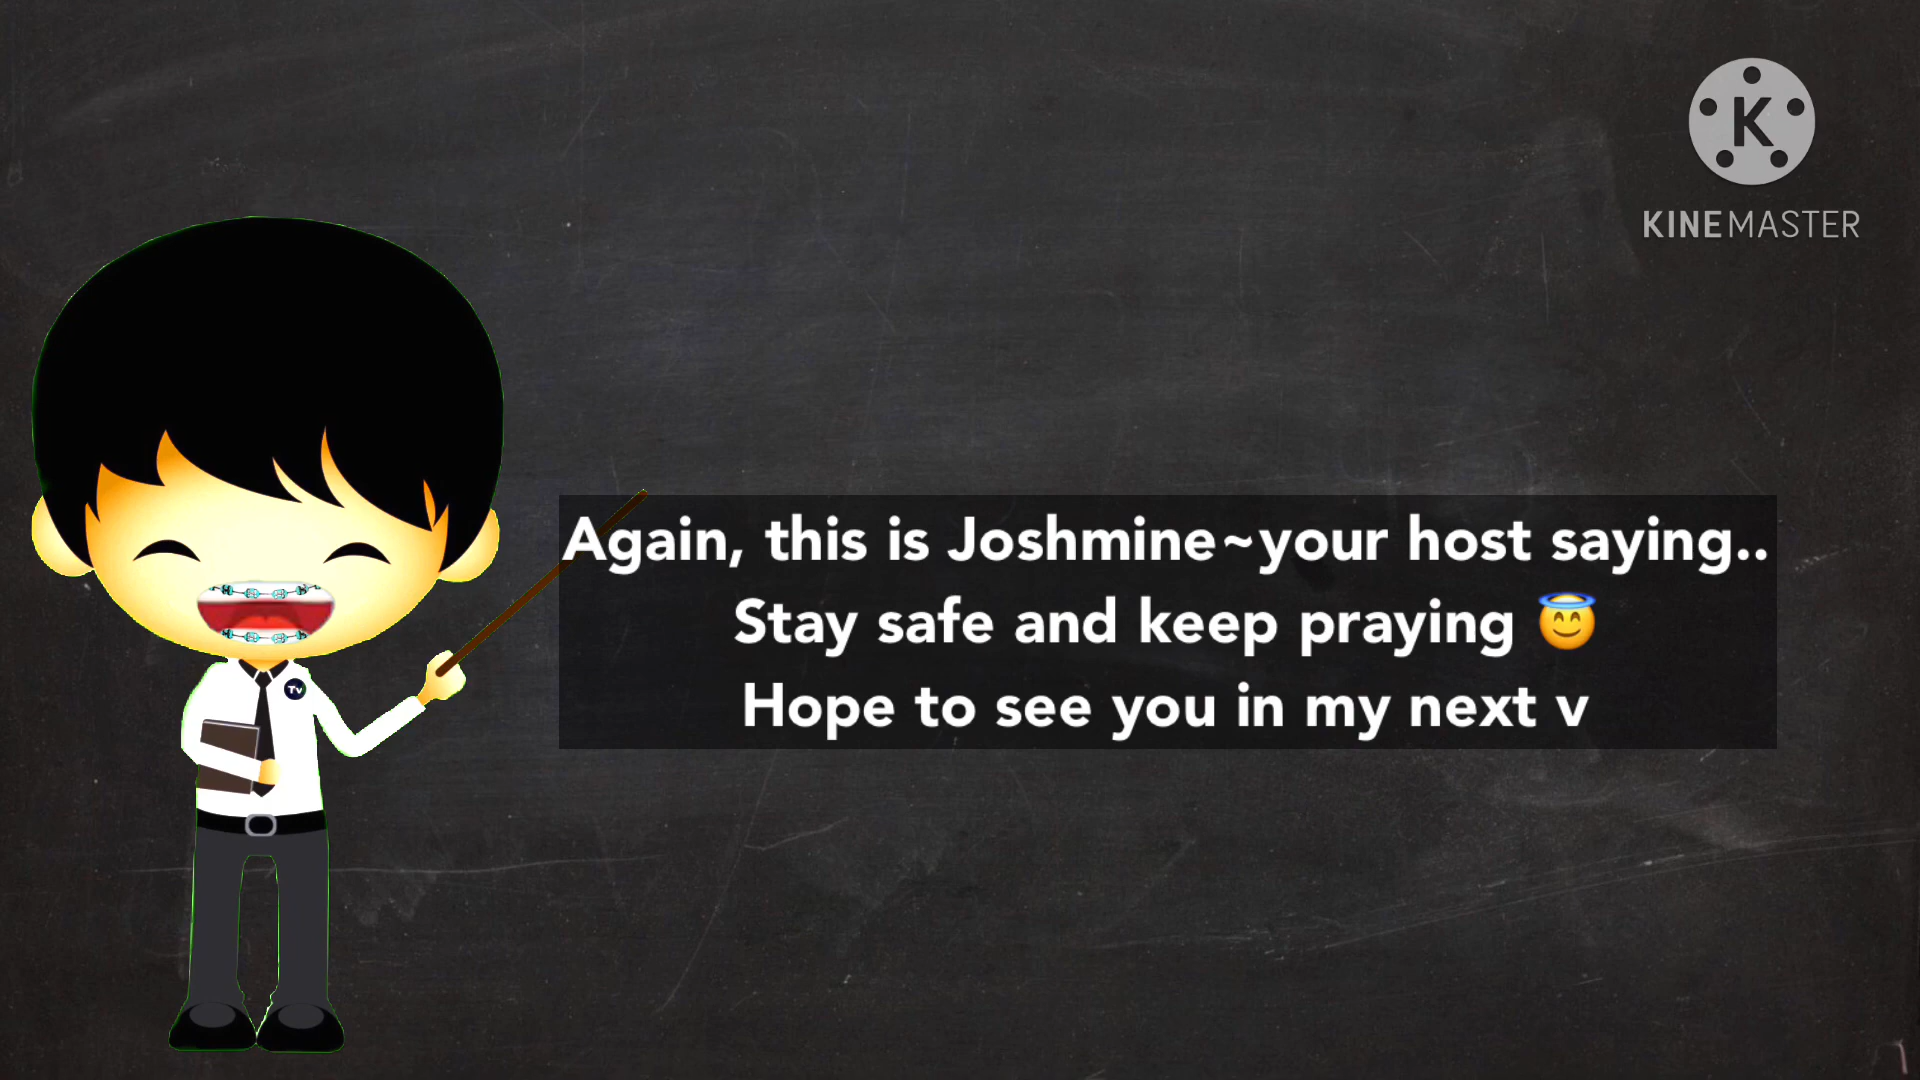 KINEMASTER
Again, this is Joshmine~your host saying..
Stay safe and keep praying 😇
Hope to see you in my next v
Tv